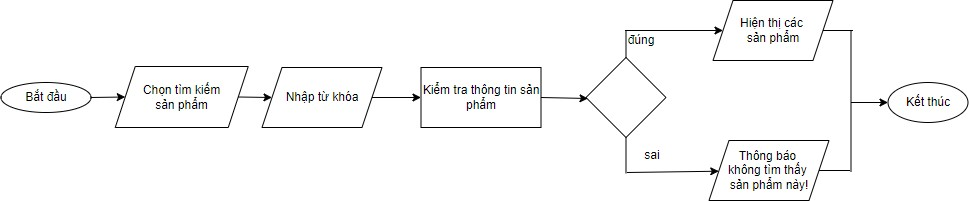 Bắt đầu
Chọn tìm kiếm
sản phẩm
Nhập từ khóa
Kiểm tra thông tin sản
phẩm
đúng
Hiện thị các
sản phẩm
sai
Thông báo
không tìm thấy
sản phẩm này!
Kết thúc